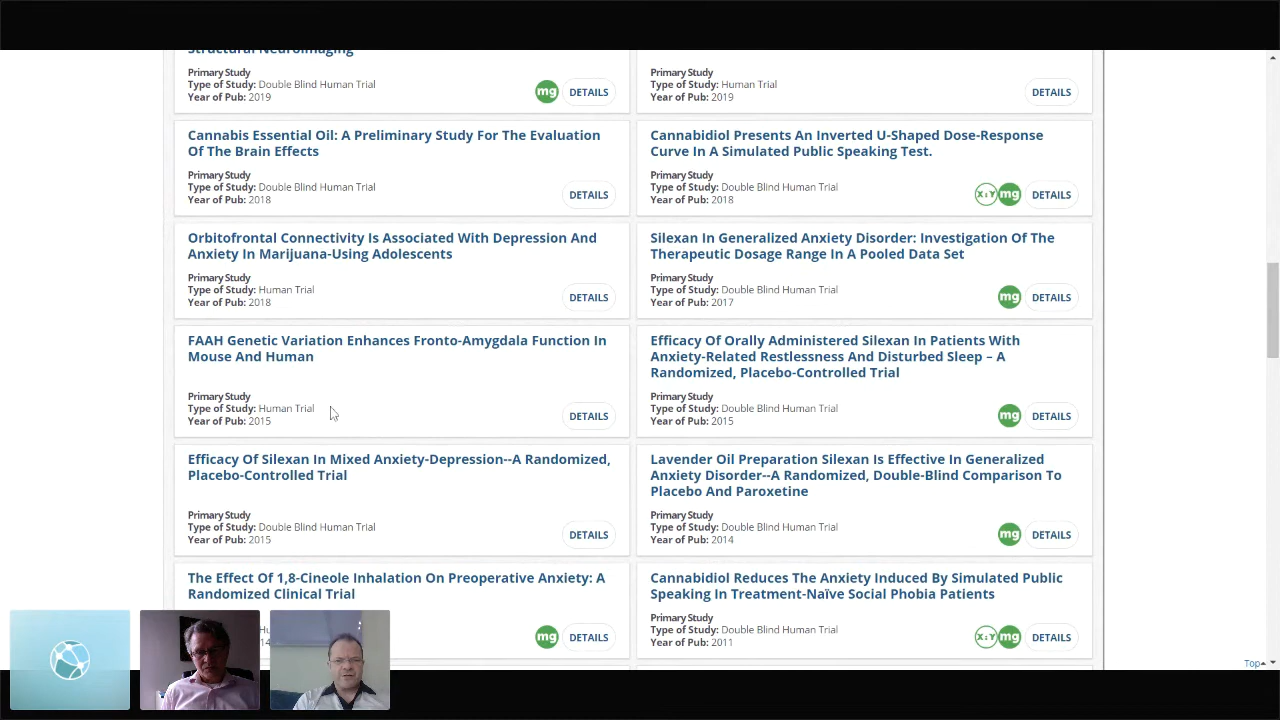 Structural Neuroimaging
Primary Study
Type of Study: Double Blind Human Trial
Year of Pub: 2019
mg
DETAILS
Primary Study
Type of Study: Human Trial
Year of Pub: 2019
DETAILS
Cannabis Essential Oil: A Preliminary Study For The Evaluation
Of The Brain Effects
Primary Study
Type of Study: Double Blind Human Trial
Year of Pub: 2018
DETAILS
Cannabidiol Presents An Inverted U-Shaped Dose-Response
Curve In A Simulated Public Speaking Test.
Primary Study
Type of Study: Double Blind Human Trial
Year of Pub: 2018
X:Y mg
DETAILS
Orbitofrontal Connectivity Is Associated With Depression And
Anxiety In Marijuana-Using Adolescents
Primary Study
Type of Study: Human Trial
Year of Pub: 2018
DETAILS
Silexan In Generalized Anxiety Disorder: Investigation Of The
Therapeutic Dosage Range In A Pooled Data Set
Primary Study
Type of Study: Double Blind Human Trial
Year of Pub: 2017
mg
DETAILS
FAAH Genetic Variation Enhances Fronto-Amygdala Function In
Mouse And Human
Primary Study
Type of Study: Human Trial
Year of Pub: 2015
DETAILS
Efficacy Of Orally Administered Silexan In Patients With
Anxiety-Related Restlessness And Disturbed Sleep – A
Randomized, Placebo-Controlled Trial
Primary Study
Type of Study: Double Blind Human Trial
Year of Pub: 2015
mg
DETAILS
Efficacy Of Silexan In Mixed Anxiety-Depression--A Randomized,
Placebo-Controlled Trial
Primary Study
Type of Study: Double Blind Human Trial
Year of Pub: 2015
DETAILS
Lavender Oil Preparation Silexan Is Effective In Generalized
Anxiety Disorder--A Randomized, Double-Blind Comparison To
Placebo And Paroxetine
Primary Study
Type of Study: Double Blind Human Trial
Year of Pub: 2014
mg
DETAILS
The Effect Of 1,8-Cineole Inhalation On Preoperative Anxiety: A
Randomized Clinical Trial
mg
DETAILS
Cannabidiol Reduces The Anxiety Induced By Simulated Public
Speaking In Treatment-Naïve Social Phobia Patients
Primary Study
Type of Study: Double Blind Human Trial
Year of Pub: 2011
X:Y mg
DETAILS
Top